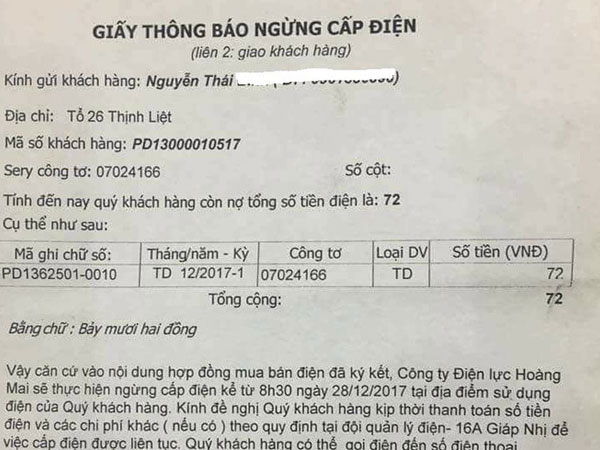 GIẤY THÔNG BÁO NGỪNG CẤP ĐIỆN
(liên 2: giao khách hàng)
Kính gửi khách hàng: Nguyễn Thái
Địa chỉ: Tổ 26 Thịnh Liệt
Mã số khách hàng: PD13000010517
Sery công tơ: 07024166 Số cột:
Tính đến nay quý khách hàng còn nợ tổng số tiền điện là: 72
Cụ thể như sau:
Mã ghi chữ số: Tháng/năm - Kỳ Công tơ Loại DV Số tiền (VNĐ)
PD1362501-0010 TD 12/2017-1 07024166 TD 72
Tổng cộng: 72
Bằng chữ : Bảy mươi hai đồng
Vậy căn cứ vào nội dung hợp đồng mua bán điện đã ký kết, Công ty Điện lực Hoàng
Mai sẽ thực hiện ngừng cấp điện kể từ 8h30 ngày 28/12/2017 tại địa điểm sử dụng
điện của Quý khách hàng. Kính đề nghị Quý khách hàng kịp thời thanh toán số tiền
điện và các chi phí khác ( nếu có ) theo quy định tại đội quản lý điện- 16A Giáp Nhị để
việc cấp điện được liên tục. Quý khách hàng có thể gọi điện đến số điện thoại